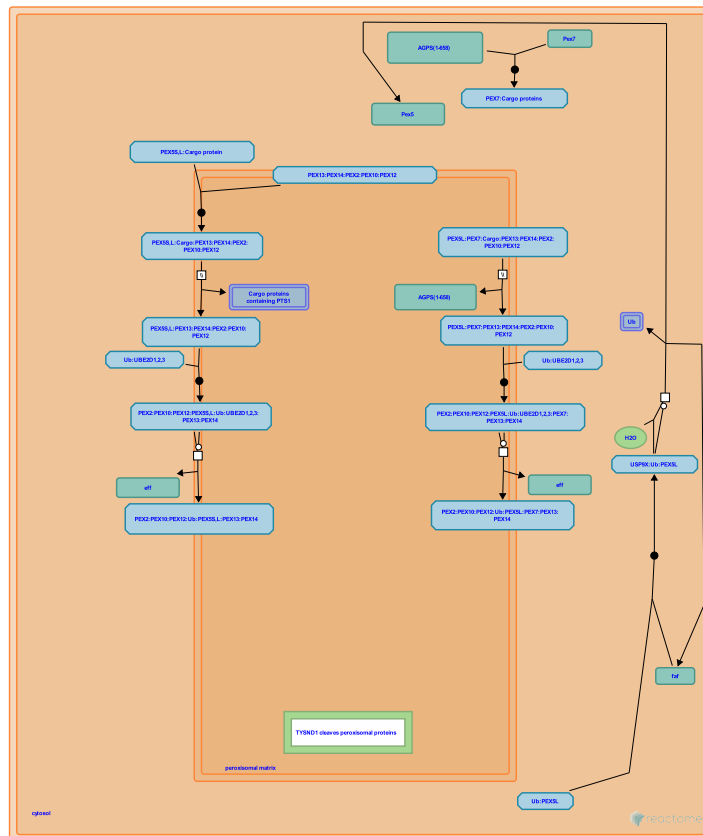 AGPS(1-658)
Pex7
PEX7:Cargo proteins
Pex5
PEX5S,L:Cargo protein
PEX13:PEX14:PEX2:PEX10:PEX12
PEX5S,L:Cargo:PEX13:PEX14:PEX2:
PEX10:PEX12
PEX5L:PEX7:Cargo:PEX13:PEX14:PEX2:
PEX10:PEX12
Cargo proteins
containing PTS1
AGPS(1-658)
PEX5S,L:PEX13:PEX14:PEX2:PEX10:
PEX12
PEX5L:PEX7:PEX13:PEX14:PEX2:PEX10:
PEX12
Ub
Ub:UBE2D1,2,3
Ub:UBE2D1,2,3
PEX2:PEX10:PEX12:PEX5S,L:Ub:UBE2D1,2,3:
PEX13:PEX14
PEX2:PEX10:PEX12:PEX5L:Ub:UBE2D1,2,3:PEX7:
PEX13:PEX14
H2O
USP9X:Ub:PEX5L
eff
eff
PEX2:PEX10:PEX12:Ub:PEX5S,L:PEX13:PEX14
PEX2:PEX10:PEX12:Ub:PEX5L:PEX7:PEX13:
PEX14
faf
TYSND1 cleaves peroxisomal proteins
peroxisomal matrix
Ub:PEX5L
cytosol
reactome